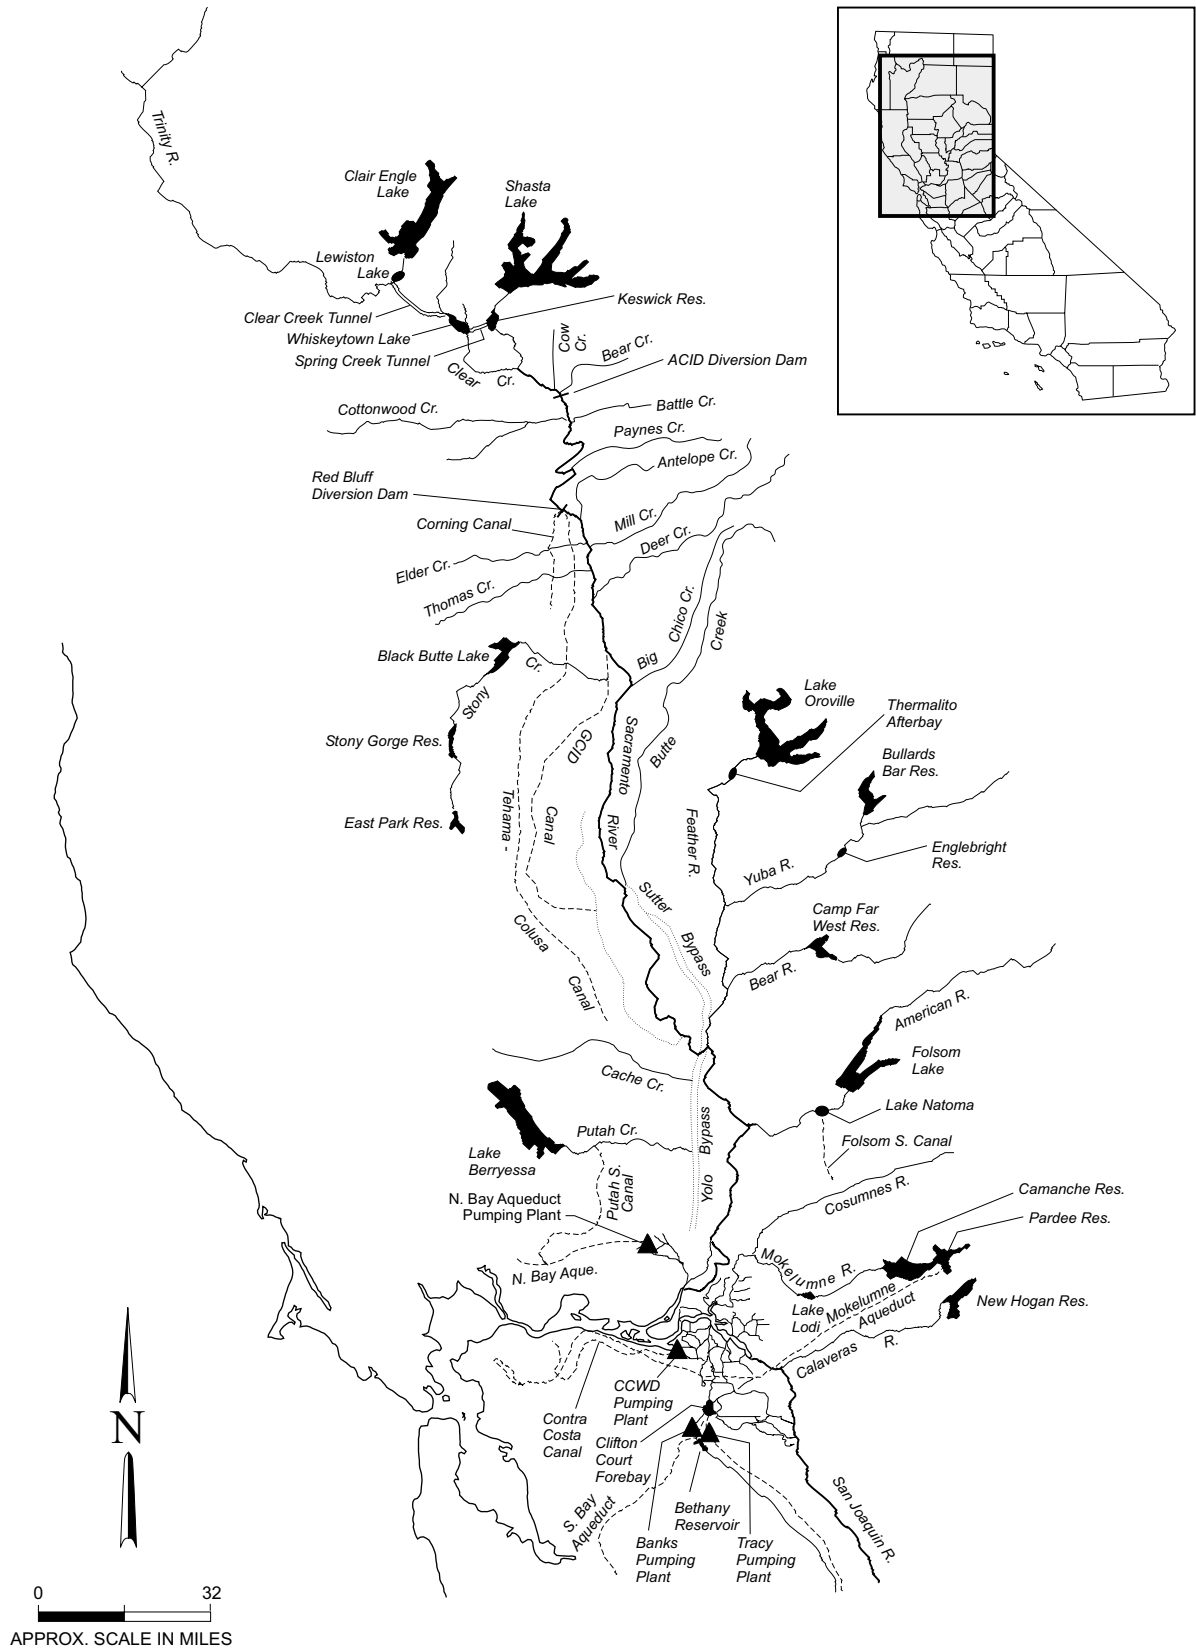 Trinity R.
Clair Engle
Lake
Shasta
Lake
Lewiston
Lake
Keswick Res.
Clear Creek Tunnel
Whiskeytown Lake
Spring Creek Tunnel
Cow
Cr.
Bear Cr.
ACID Diversion Dam
Clear Cr.
Cottonwood Cr.
Battle Cr.
Paynes Cr.
Antelope Cr.
Red Bluff
Diversion Dam
Corning Canal
Mill Cr.
Deer Cr.
Elder Cr.
Thomas Cr.
Big Chico Cr.
Butte Creek
Black Butte Lake
Stony Cr.
Stony Gorge Res.
East Park Res.
GCID
Canal
Tehama -
Colusa
Canal
Sacramento
River
Lake
Oroville
Thermalito
Afterbay
Bullards
Bar Res.
Feather R.
Englebright
Res.
Yuba R.
Sutter
Bypass
Camp Far
West Res.
Bear R.
American R.
Folsom
Lake
Lake Natoma
Folsom S. Canal
Cache Cr.
Lake
Berryessa
Putah Cr.
Putah S.
Canal
Yolo Bypass
N. Bay Aqueduct
Pumping Plant
N. Bay Aque.
Cosumnes R.
Camanche Res.
Pardee Res.
Mokelumne R.
Lake
Lodi
Mokelumne
Aqueduct
New Hogan Res.
Calaveras R.
CCWD
Pumping
Plant
Contra
Costa
Canal
Clifton
Court
Forebay
S. Bay
Aqueduct
Bethany
Reservoir
Banks
Pumping
Plant
Tracy
Pumping
Plant
San Joaquin R.
N
0 32
APPROX. SCALE IN MILES